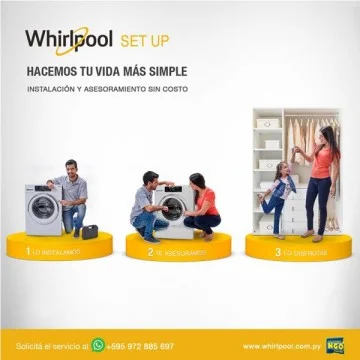 Whirlpool SET UP
HACEMOS TU VIDA MÁS SIMPLE
INSTALACIÓN Y ASESORAMIENTO SIN COSTO
1 LO INSTALAMOS
2 TE ASESORAMOS
3 LO DISFRUTAS
Solicitá el servicio al +595 972 885 697
www.whirlpool.com.py
NGO